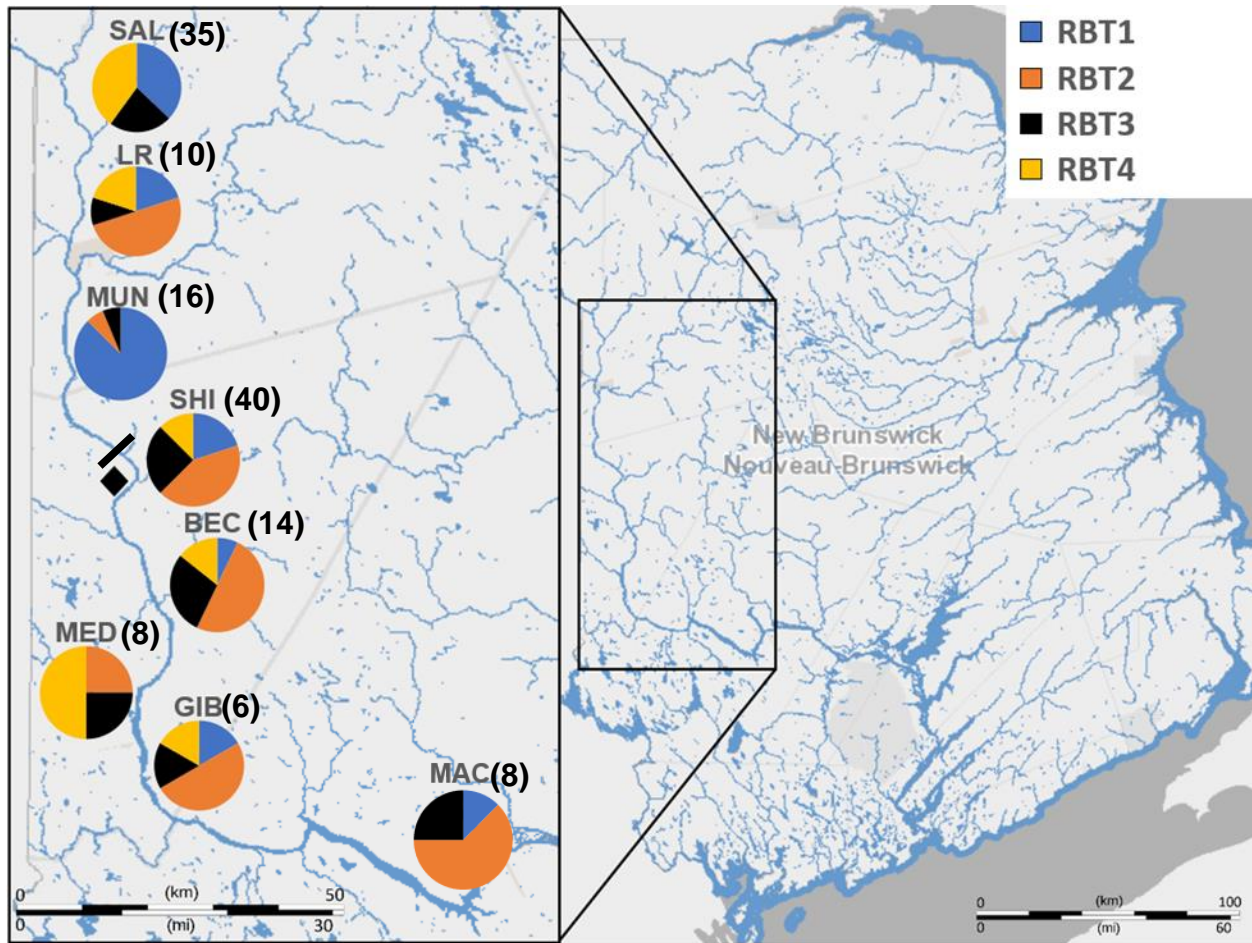 SAL (35)
LR (10)
MUN (16)
SHI (40)
BEC (14)
MED (8)
GIB (6)
MAC (8)
0 (km) 50
0 (mi) 30
RBT1
RBT2
RBT3
RBT4
New Brunswick
Nouveau-Brunswick
0 (km) 100
0 (mi) 60